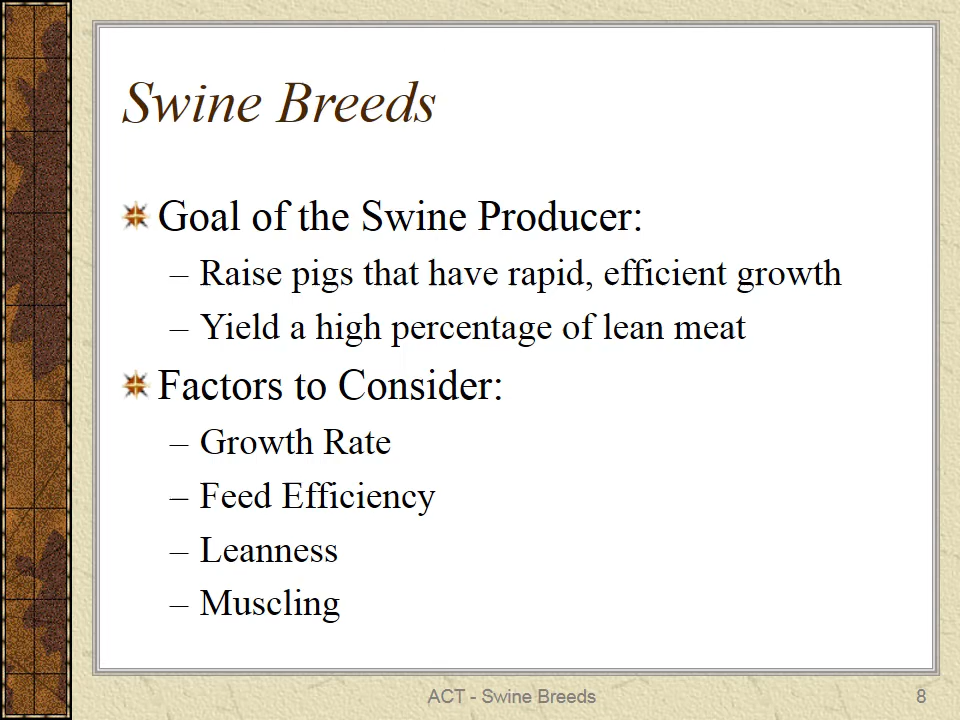 Swine Breeds
Goal of the Swine Producer:
– Raise pigs that have rapid, efficient growth
– Yield a high percentage of lean meat
Factors to Consider:
– Growth Rate
– Feed Efficiency
– Leanness
– Muscling
ACT - Swine Breeds
8